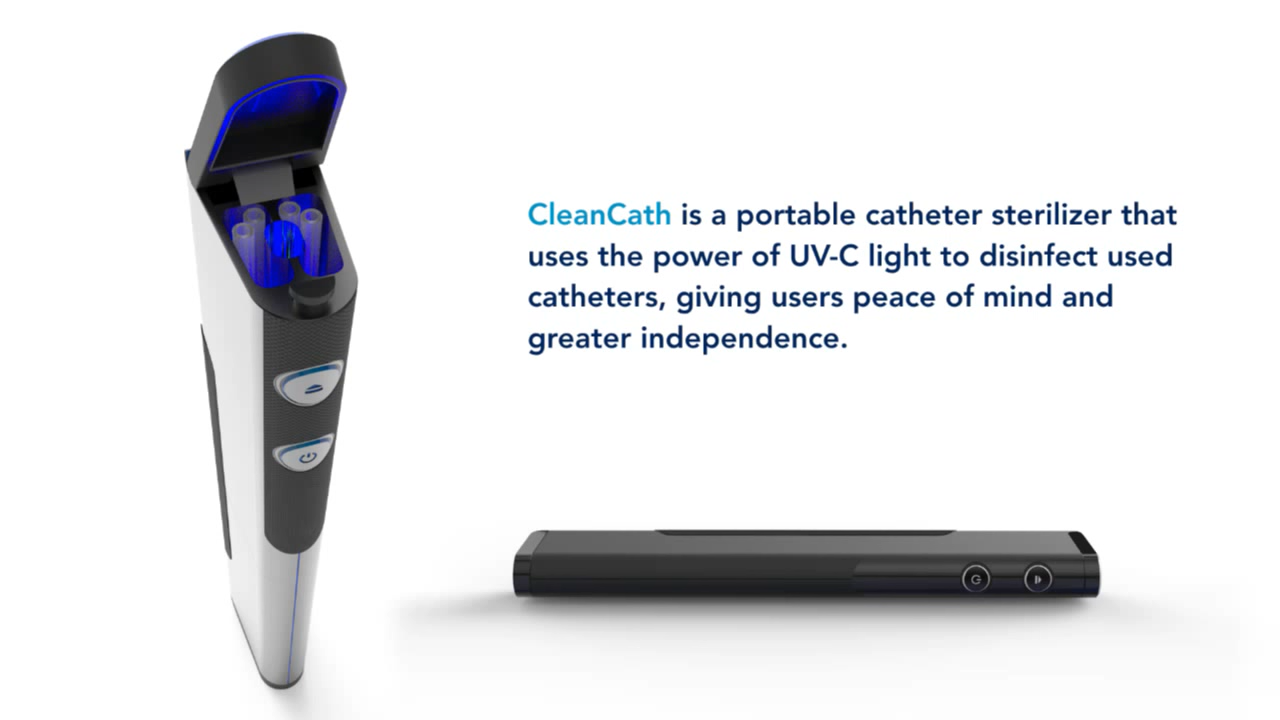 CleanCath is a portable catheter sterilizer that
uses the power of UV-C light to disinfect used
catheters, giving users peace of mind and
greater independence.